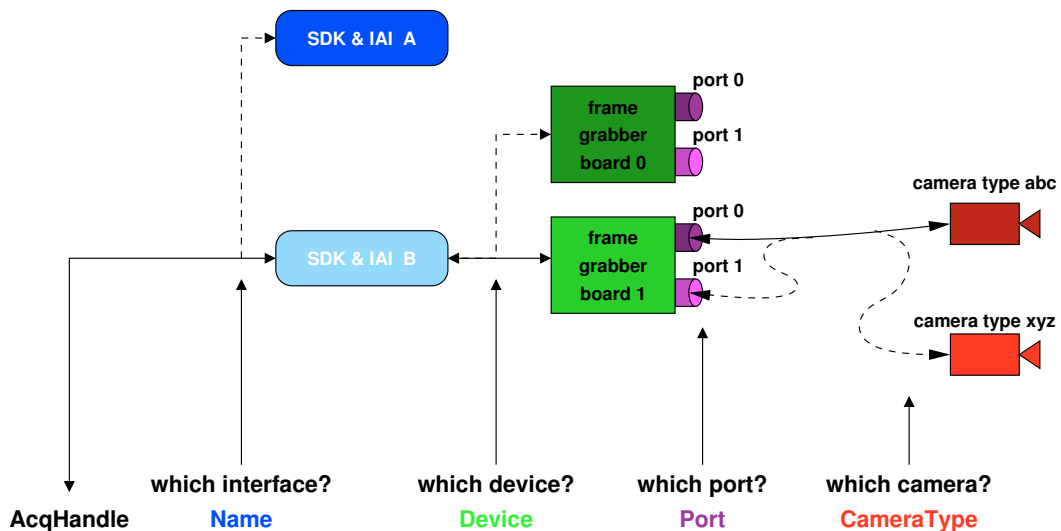 SDK & IAI A
port 0
frame
grabber
board 0
port 1
camera type abc
port 0
SDK & IAI B
frame
grabber
board 1
port 1
camera type xyz
which interface?
which device?
which port?
which camera?
AcqHandle
Name
Device
Port
CameraType